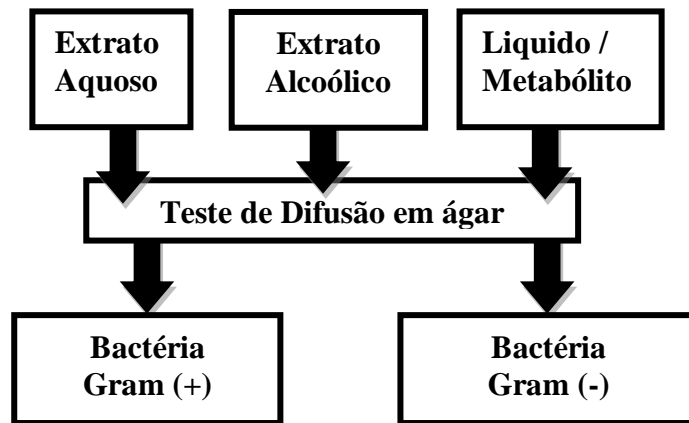 Extrato
Aquoso
Extrato
Alcoólico
Liquido /
Metabólito
Teste de Difusão em ágar
Bactéria
Gram (+)
Bactéria
Gram (-)